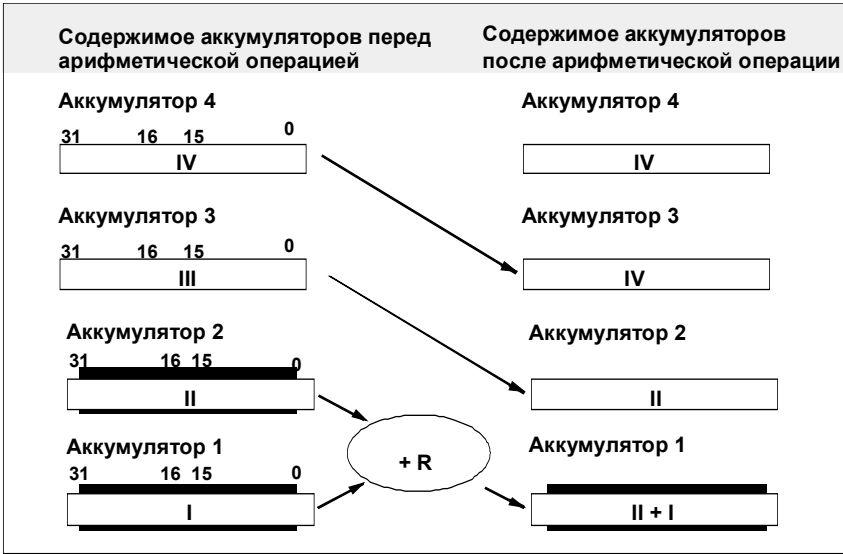 Содержимое аккумуляторов перед
арифметической операцией
Содержимое аккумуляторов
после арифметической операции
Аккумулятор 4
31 16 15 0
IV
Аккумулятор 4
IV
Аккумулятор 3
31 16 15 0
III
Аккумулятор 3
IV
Аккумулятор 2
31 16 15 0
II
Аккумулятор 2
II
Аккумулятор 1
31 16 15 0
I
+ R
Аккумулятор 1
II + I